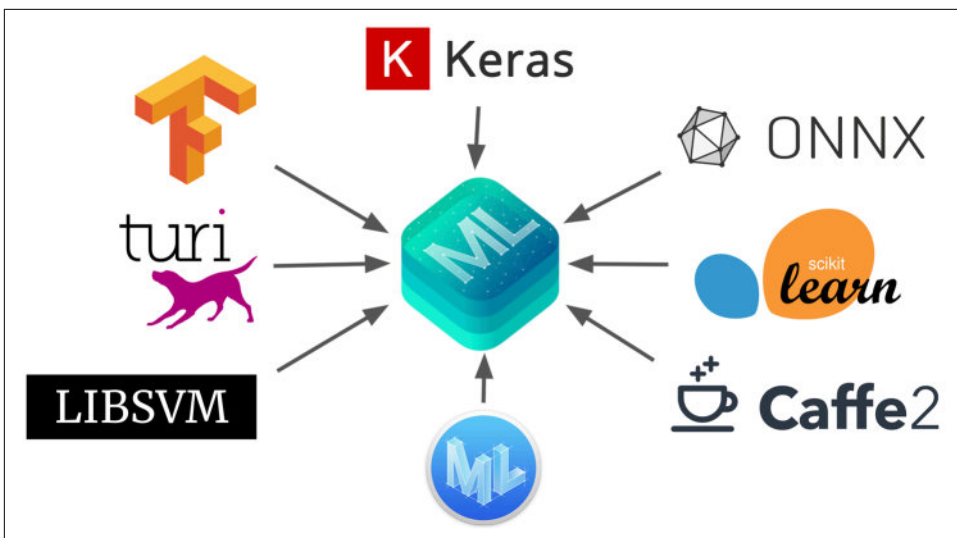 K Keras
ONNX
turi
ML
scikit
learn
LIBSVM
Caffe2
ML